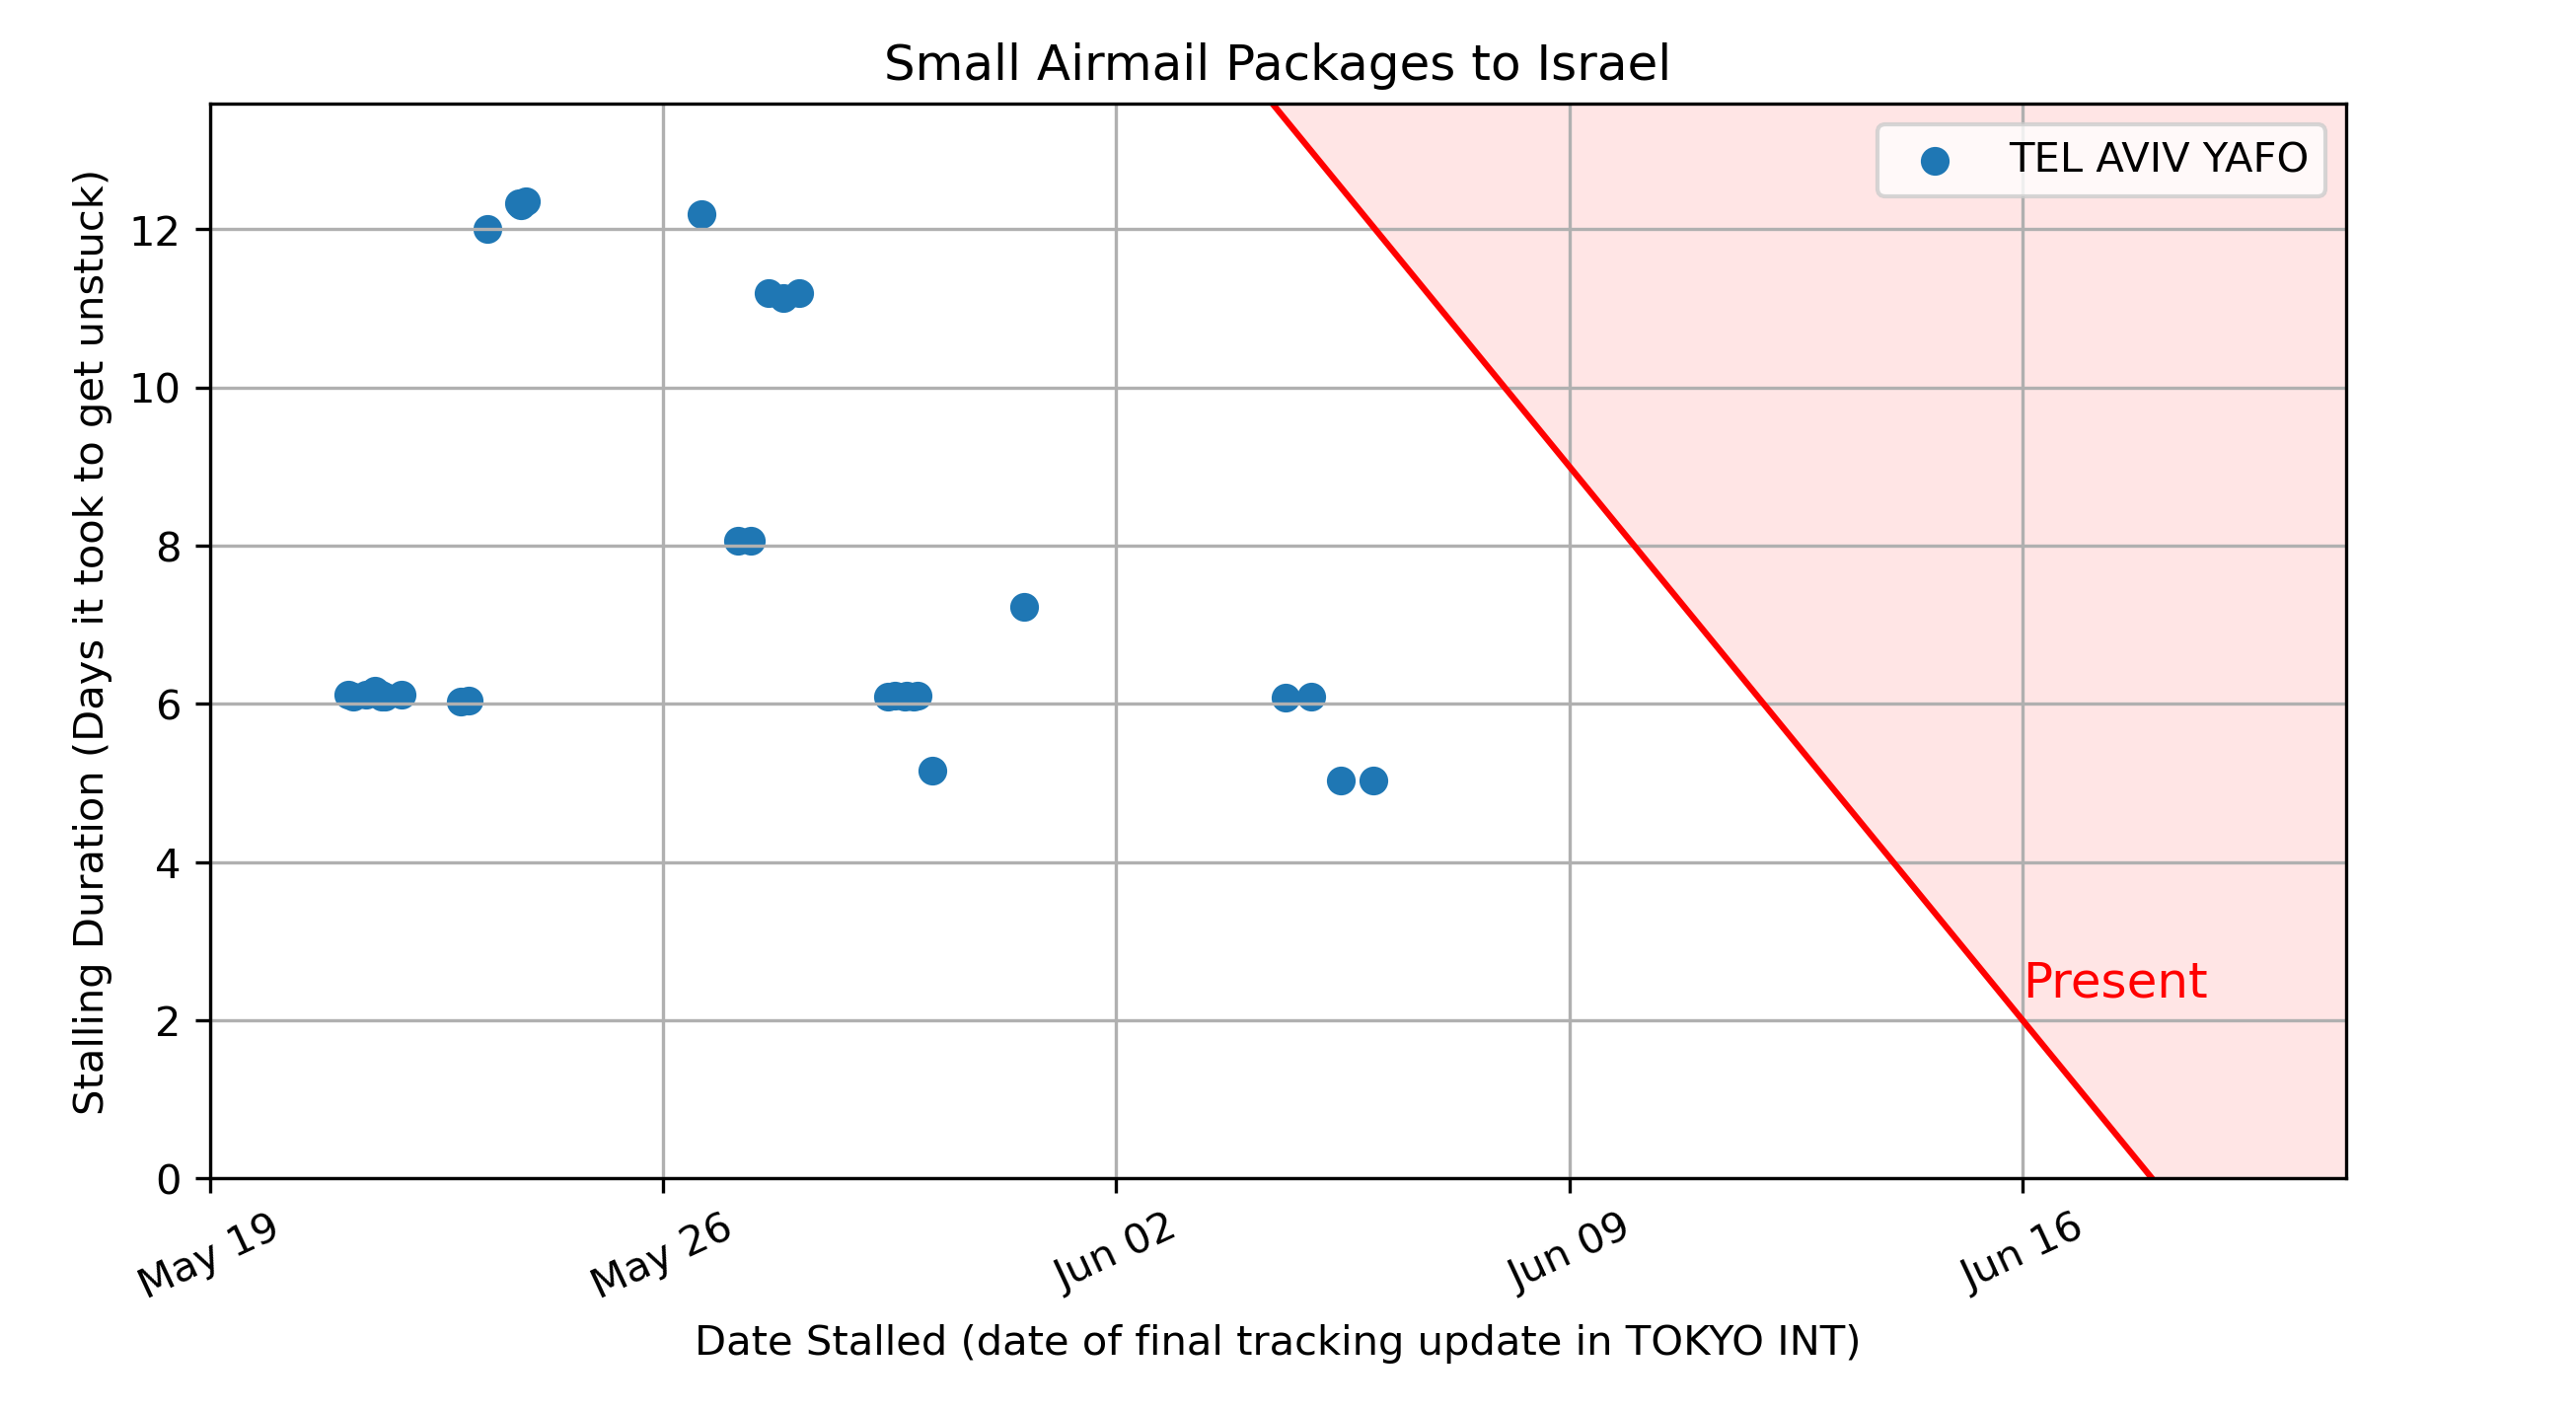 Small Airmail Packages to Israel
TEL AVIV YAFO
Stalling Duration (Days it took to get unstuck)
12
10
8
6
4
2
0
Present
May 19
May 26
Jun 02
Jun 09
Jun 16
Date Stalled (date of final tracking update in TOKYO INT)